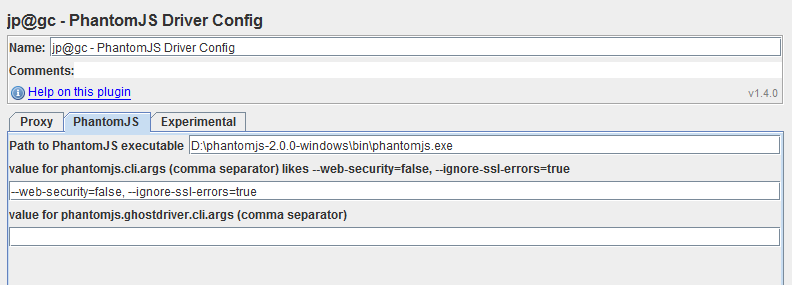 jp@gc - PhantomJS Driver Config
Name: jp@gc - PhantomJS Driver Config
Comments:
Help on this plugin v1.4.0
Proxy PhantomJS Experimental
Path to PhantomJS executable D:\phantomjs-2.0.0-windows\bin\phantomjs.exe
value for phantomjs.cli.args (comma separator) likes --web-security=false, --ignore-ssl-errors=true
--web-security=false, --ignore-ssl-errors=true
value for phantomjs.ghostdriver.cli.args (comma separator)